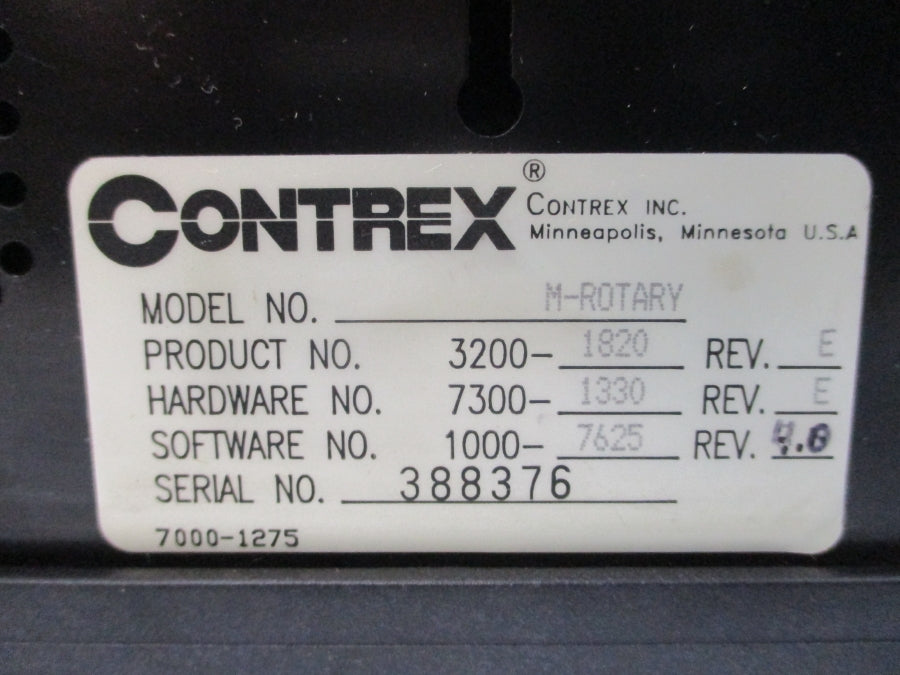 CONTREX® CONTREX INC.
Minneapolis, Minnesota U.S.A
MODEL NO. M-ROTARY
PRODUCT NO. 3200-1820 REV. E
HARDWARE NO. 7300-1330 REV. E
SOFTWARE NO. 1000-7625 REV.
SERIAL NO. 388376
7000-1275